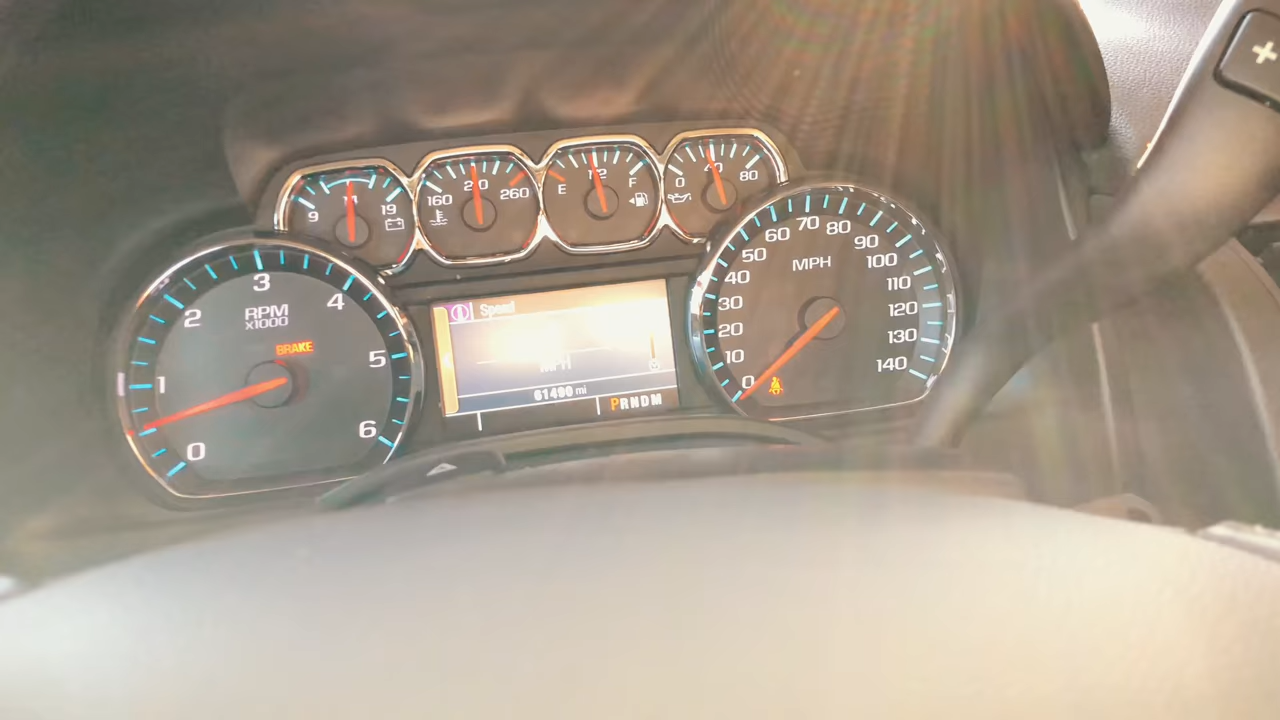 9 14 19
160 210 260
E 1/2 F
0 40 80
RPM
x1000
0 1 2 3 4 5 6
BRAKE
Speed
MPH
61490 mi
PRNDM
MPH
0 10 20 30 40 50 60 70 80 90 100 110 120 130 140
+